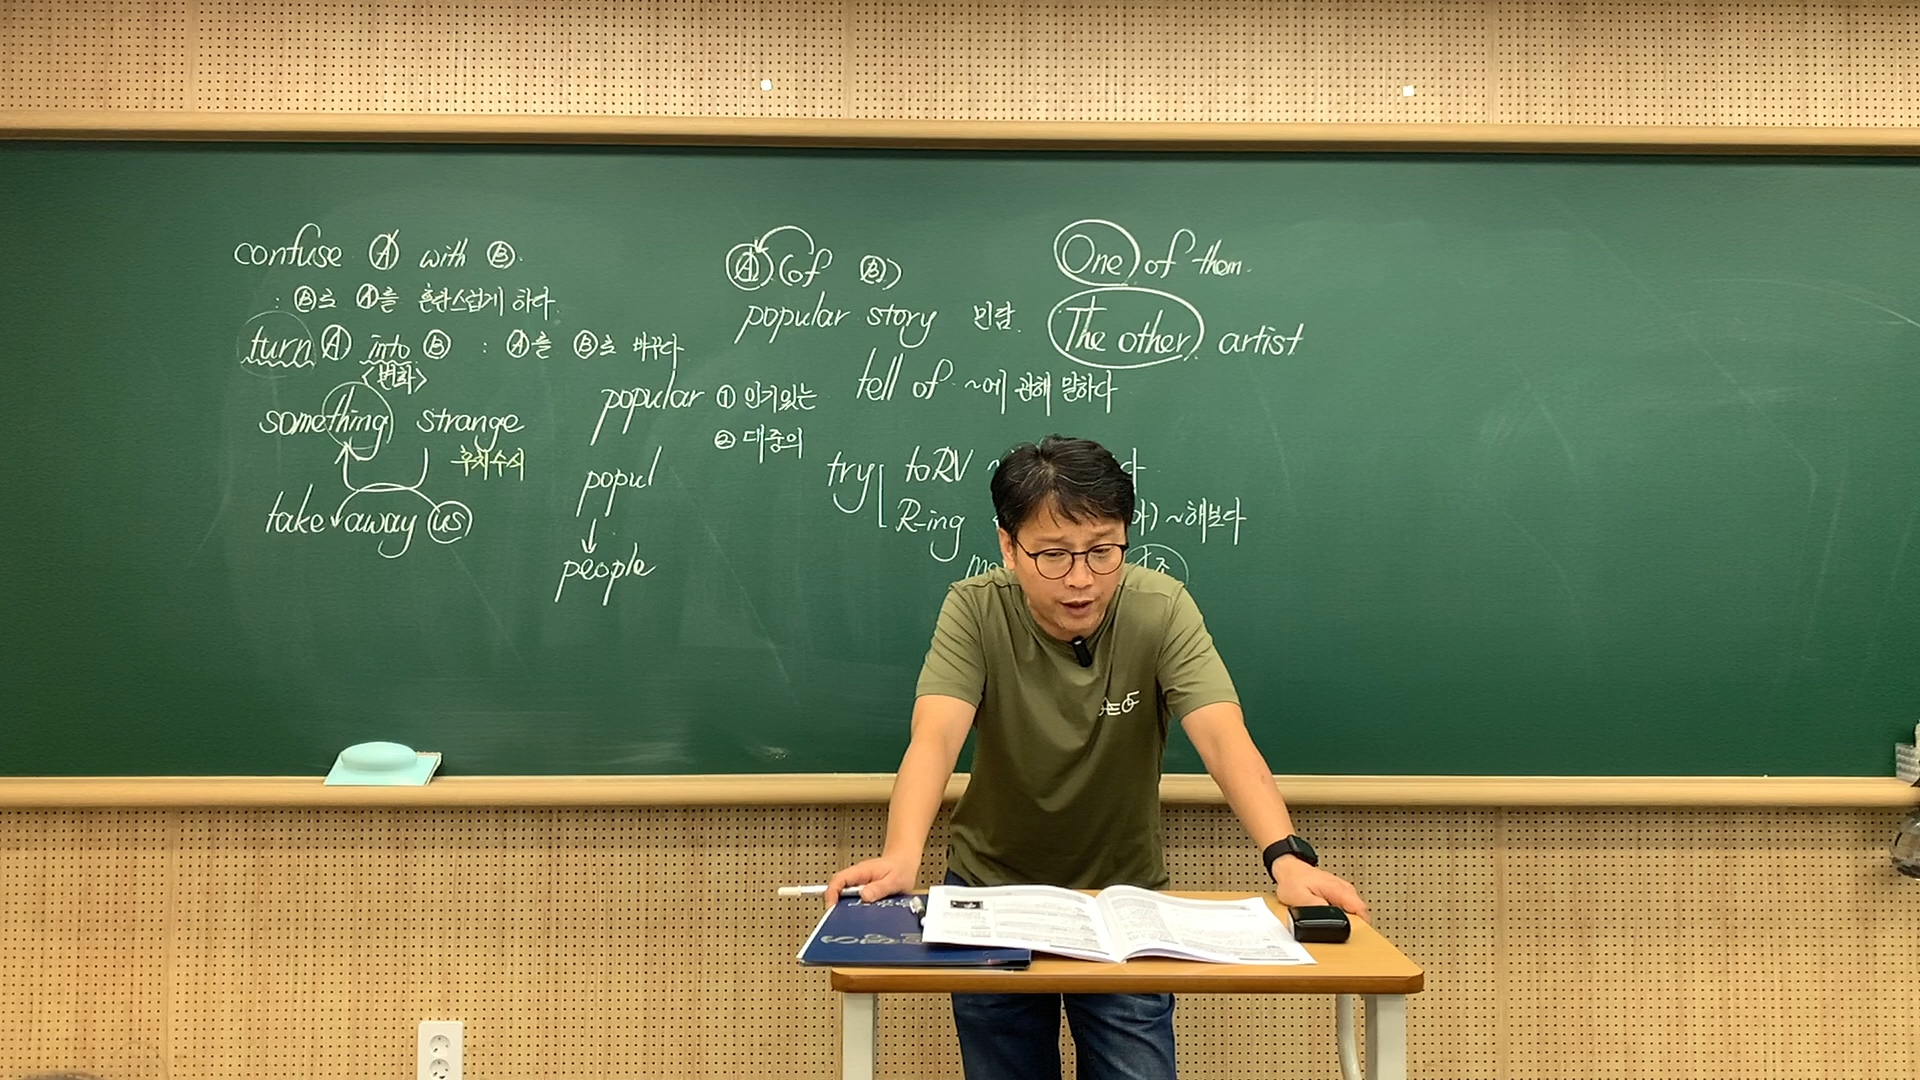 confuse Ⓐ with Ⓑ.
: Ⓑ로 Ⓐ를 혼란스럽게 하다.
turn Ⓐ into Ⓑ : Ⓐ를 Ⓑ로 바꾸다.
<변화>
something strange
후치수식
take away us
popular ① 인기있는
② 대중의
popul
↓
people
Ⓐ (of Ⓑ)
popular story 민담.
tell of ~에 관해 말하다
try toRV
R-ing 해보다
One of them.
The other artist